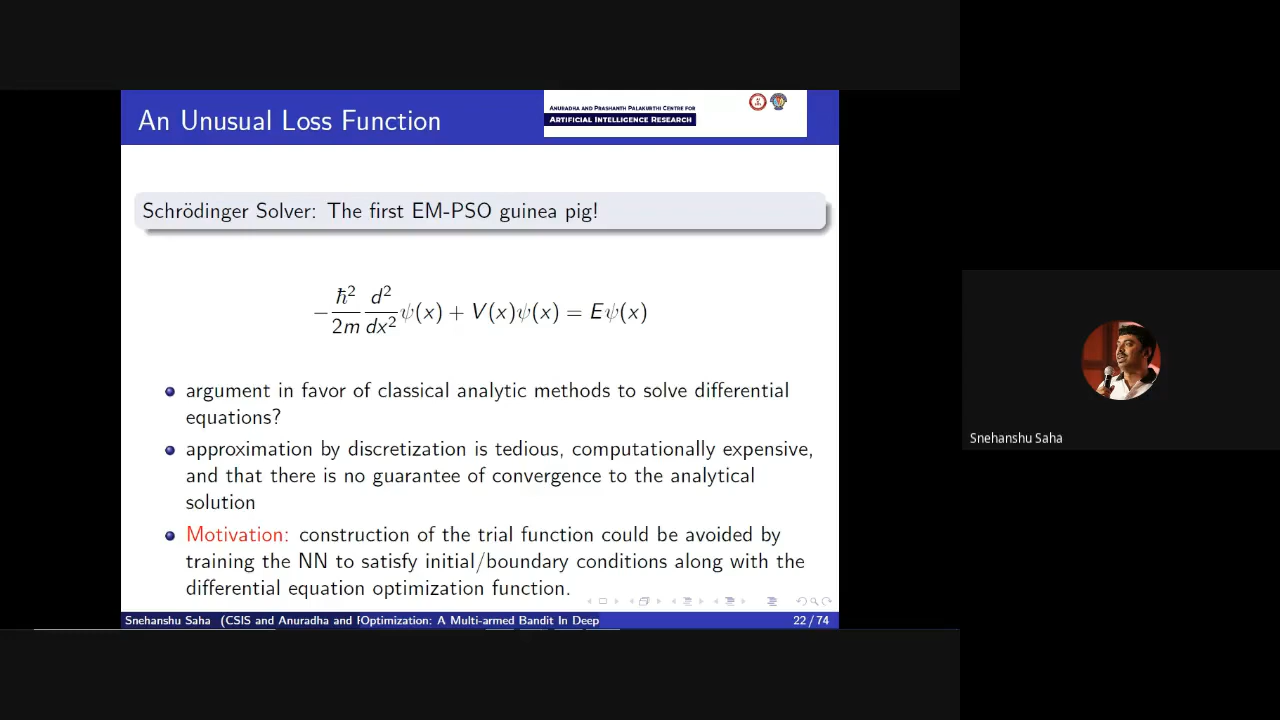 An Unusual Loss Function
ANURADHA AND PRASHANTH PALAKURTHI CENTRE FOR
ARTIFICIAL INTELLIGENCE RESEARCH
Schrödinger Solver: The first EM-PSO guinea pig!
−ħ²/2m d²/dx² ψ(x) + V(x)ψ(x) = Eψ(x)
argument in favor of classical analytic methods to solve differential
equations?
approximation by discretization is tedious, computationally expensive,
and that there is no guarantee of convergence to the analytical
solution
Motivation: construction of the trial function could be avoided by
training the NN to satisfy initial/boundary conditions along with the
differential equation optimization function.
Snehanshu Saha (CSIS and Anuradha and Optimization: A Multi-armed Bandit In Deep 22 / 74
Snehanshu Saha